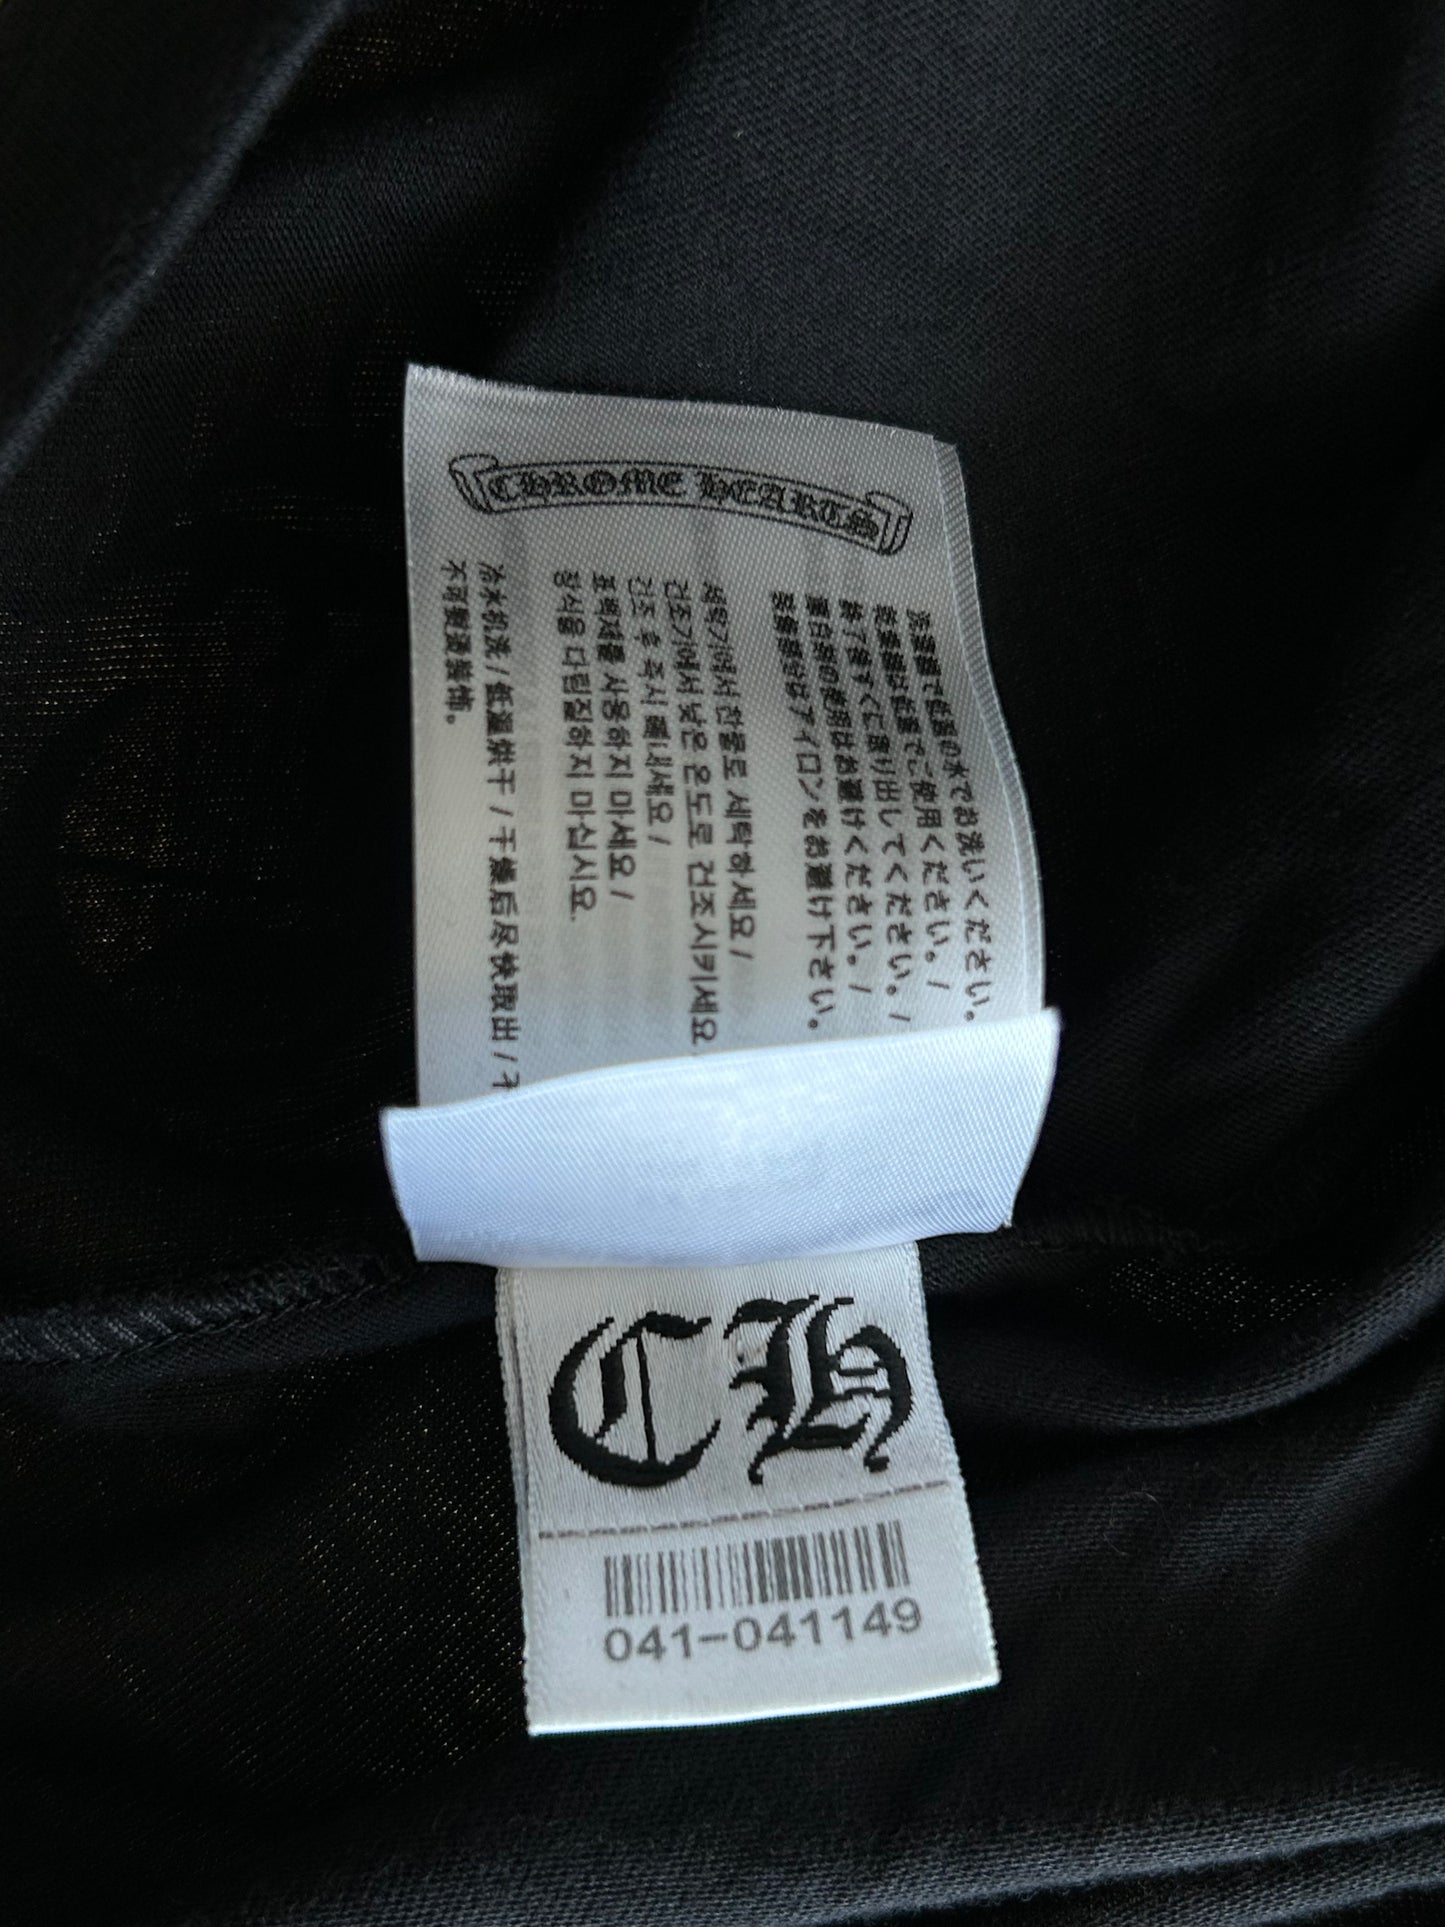 CHROME HEARTS
洗濯機で低温の水でお洗いください。/
乾燥機は低温でご使用ください。/
終了後すぐに取り出してください。/
漂白剤の使用はお避けください。/
装飾部分はアイロンをお避け下さい。
세탁기에서 찬물로 세탁하세요/
건조기에서 낮은 온도로 건조시키세요
건조 후 즉시 빼내세요/
표백제를 사용하지 마세요/
장식을 다림질하지 마십시요.
冷水机洗/低温烘干/干燥后尽快取出/不
不可熨烫装饰。
CH
041-041149